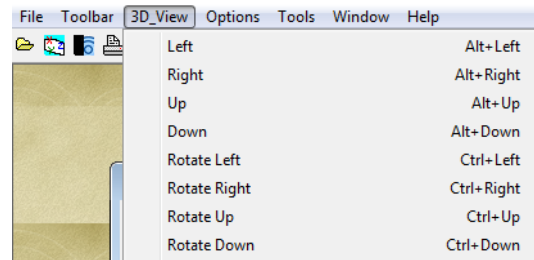 File Toolbar 3D_View Options Tools Window Help
Left Alt+Left
Right Alt+Right
Up Alt+Up
Down Alt+Down
Rotate Left Ctrl+Left
Rotate Right Ctrl+Right
Rotate Up Ctrl+Up
Rotate Down Ctrl+Down